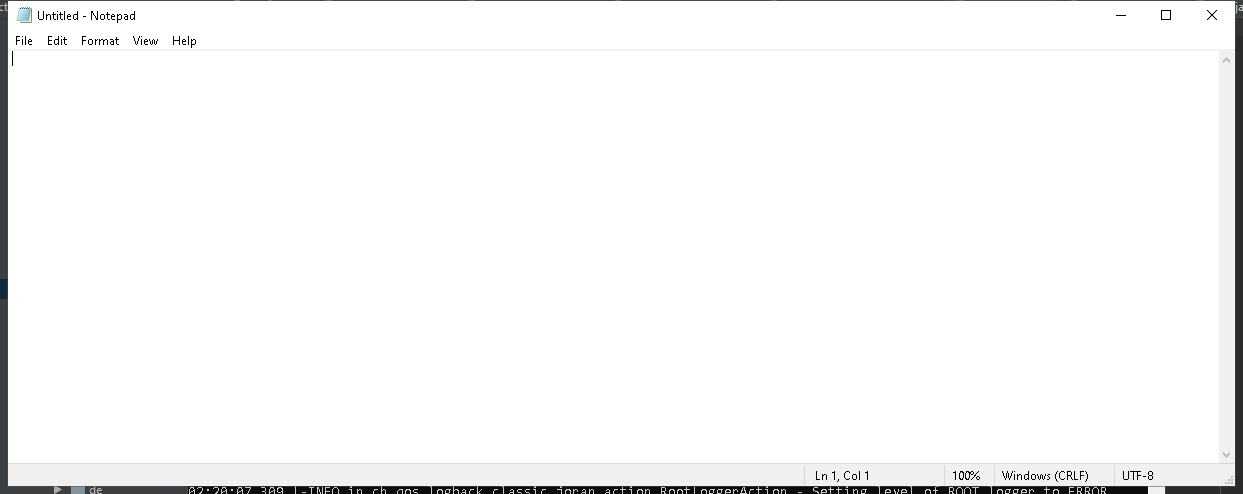 Untitled - Notepad
File Edit Format View Help
Ln 1, Col 1 100% Windows (CRLF) UTF-8
de 02:20:07,309 |-INFO in ch.qos.logback.classic.joran.action.RootLoggerAction - Setting level of ROOT logger to ERROR